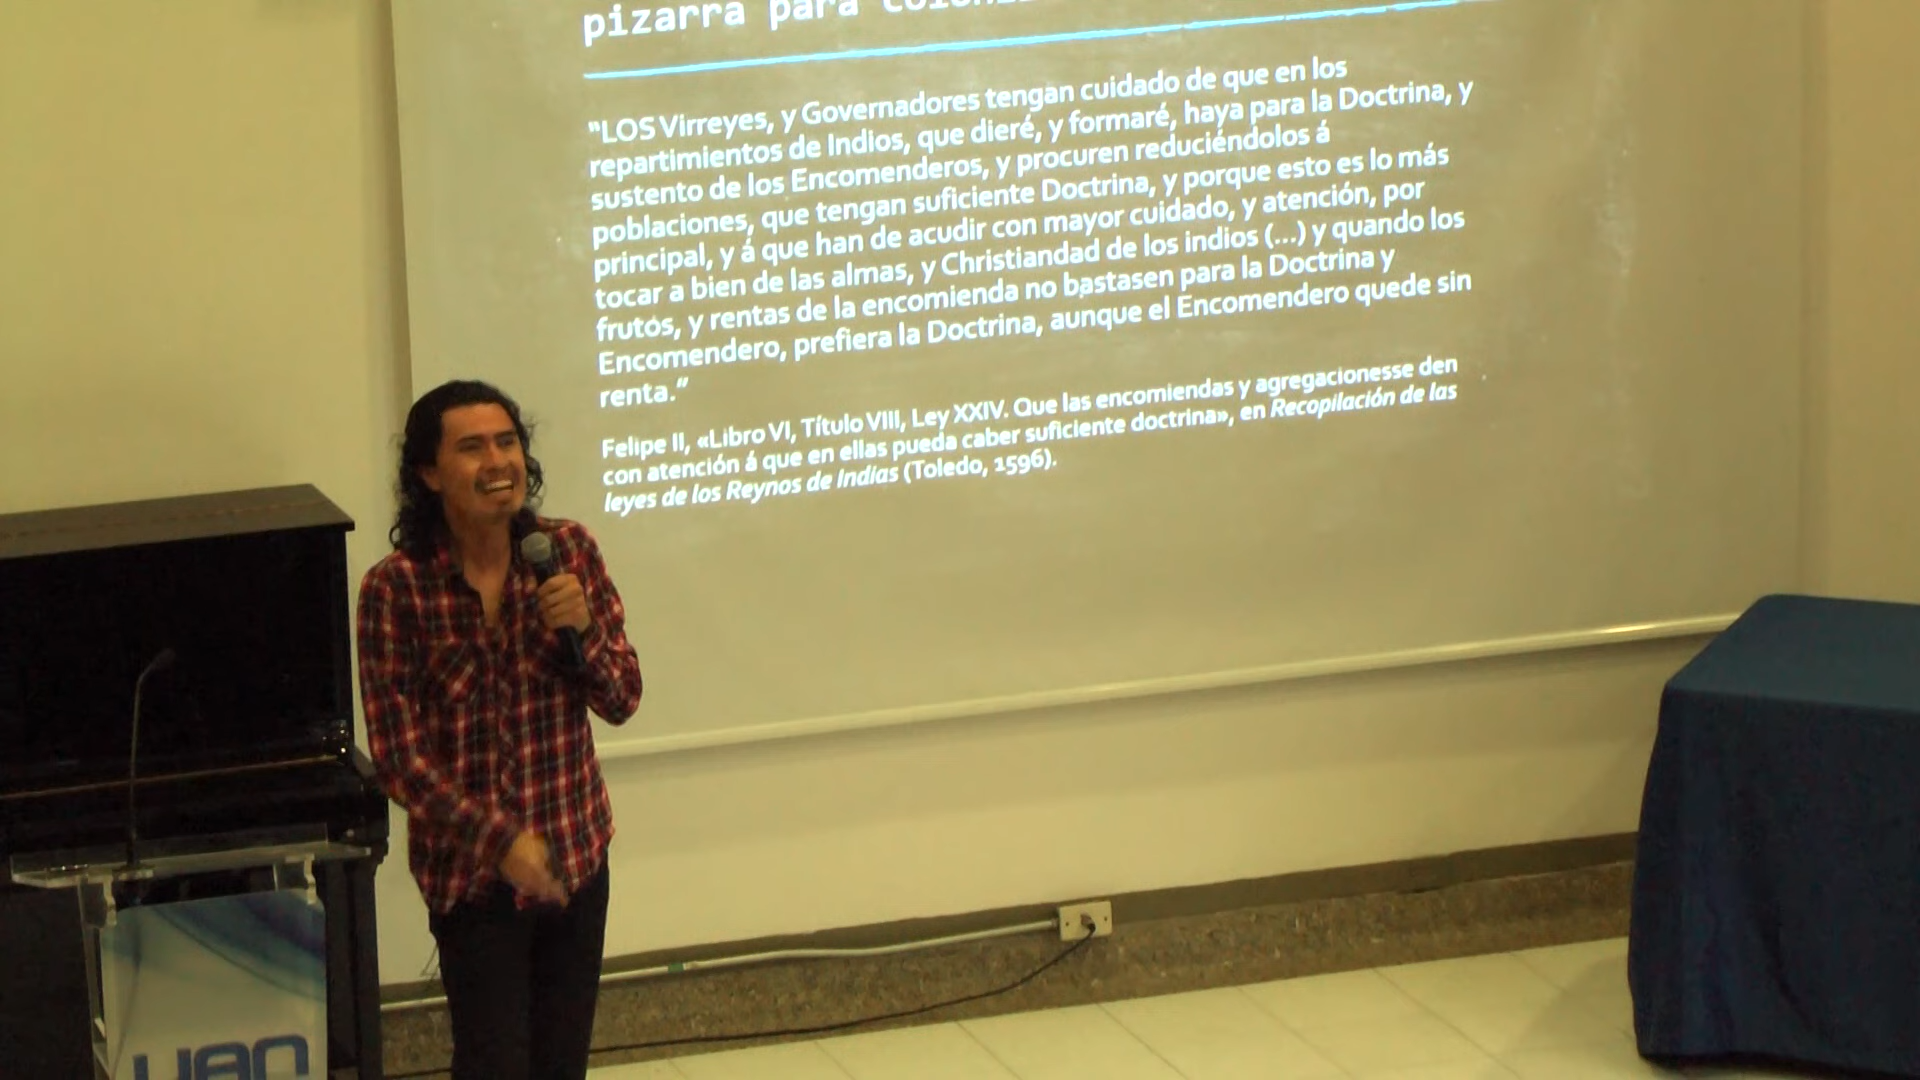 pizarra para
"LOS Virreyes, y Governadores tengan cuidado de que en los
repartimientos de Indios, que dieré, y formaré, haya para la Doctrina, y
sustento de los Encomenderos, y procuren reduciéndolos á
poblaciones, que tengan suficiente Doctrina, y porque esto es lo más
principal, y á que han de acudir con mayor cuidado, y atención, por
tocar a bien de las almas, y Christiandad de los indios (...) y quando los
frutos, y rentas de la encomienda no bastasen para la Doctrina y
Encomendero, prefiera la Doctrina, aunque el Encomendero quede sin
renta."
Felipe II, «Libro VI, Título VIII, Ley XXIV. Que las encomiendas y agregacionesse den
con atención á que en ellas pueda caber suficiente doctrina», en Recopilación de las
leyes de los Reynos de Indias (Toledo, 1596).
UAN